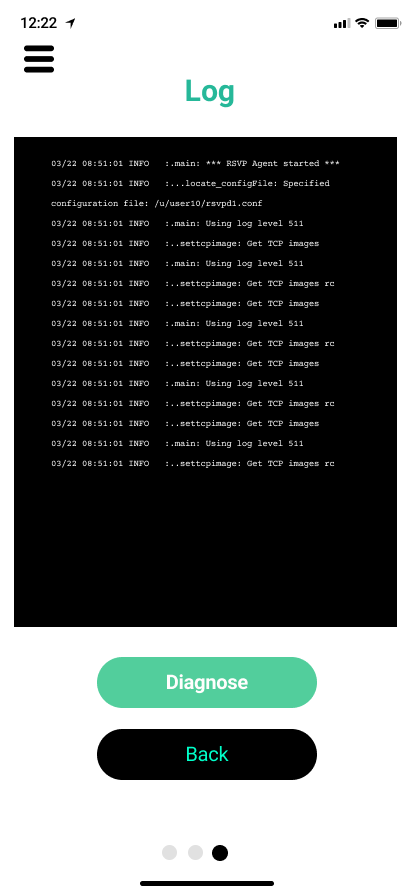 12:22
Log
03/22 08:51:01 INFO :.main: *** RSVP Agent started ***
03/22 08:51:01 INFO :...locate_configFile: Specified
configuration file: /u/user10/rsvpd1.conf
03/22 08:51:01 INFO :.main: Using log level 511
03/22 08:51:01 INFO :..settcpimage: Get TCP images
03/22 08:51:01 INFO :.main: Using log level 511
03/22 08:51:01 INFO :..settcpimage: Get TCP images rc
03/22 08:51:01 INFO :..settcpimage: Get TCP images
03/22 08:51:01 INFO :.main: Using log level 511
03/22 08:51:01 INFO :..settcpimage: Get TCP images rc
03/22 08:51:01 INFO :..settcpimage: Get TCP images
03/22 08:51:01 INFO :.main: Using log level 511
03/22 08:51:01 INFO :..settcpimage: Get TCP images rc
03/22 08:51:01 INFO :..settcpimage: Get TCP images
03/22 08:51:01 INFO :.main: Using log level 511
03/22 08:51:01 INFO :..settcpimage: Get TCP images rc
Diagnose
Back